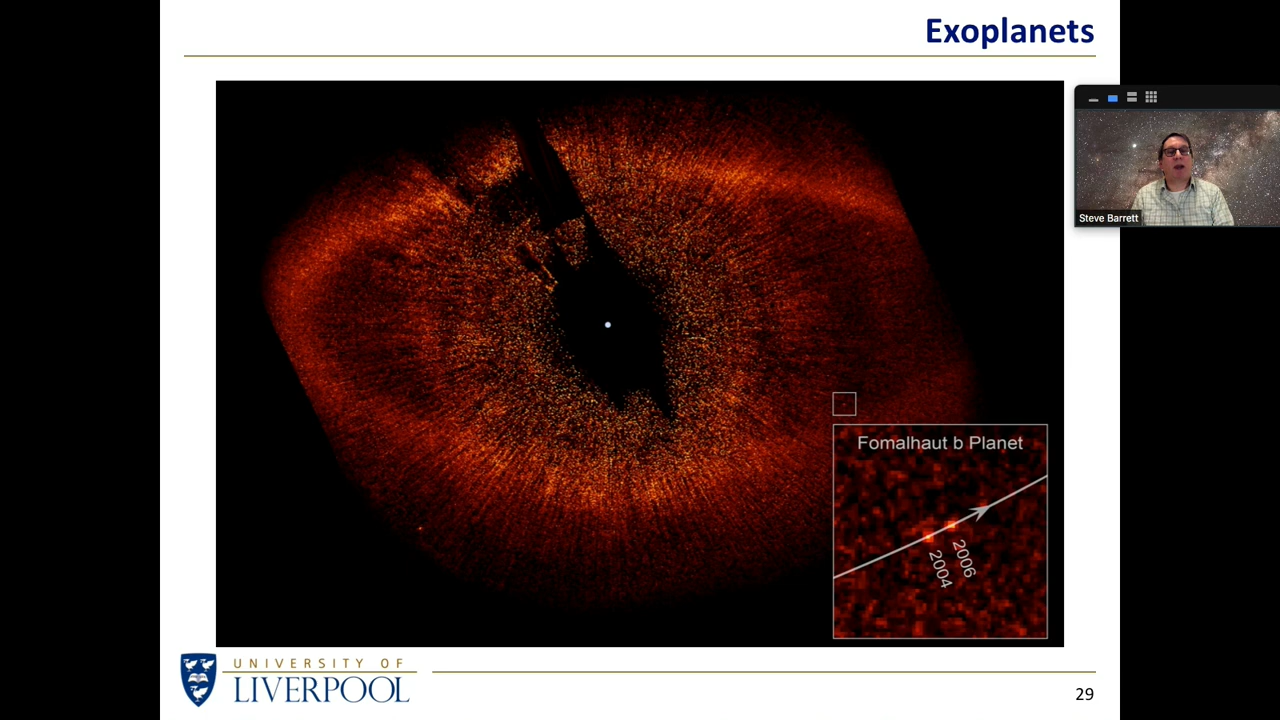 Exoplanets
Steve Barrett
Fomalhaut b Planet
2006
2004
UNIVERSITY OF
LIVERPOOL
29